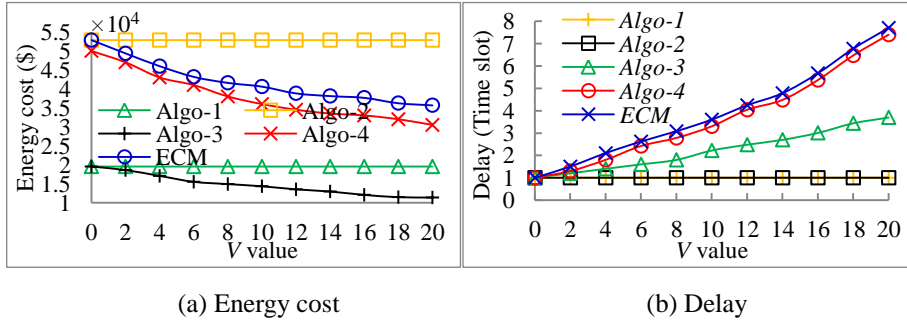 ×10⁴
5.5
5
4.5
4
3.5
3
2.5
2
1.5
1
Energy cost ($)
Algo-1 Algo-2
Algo-3 Algo-4
ECM
0 2 4 6 8 10 12 14 16 18 20
V value
(a) Energy cost
8
7
6
5
4
3
2
1
0
Delay (Time slot)
Algo-1
Algo-2
Algo-3
Algo-4
ECM
0 2 4 6 8 10 12 14 16 18 20
V value
(b) Delay